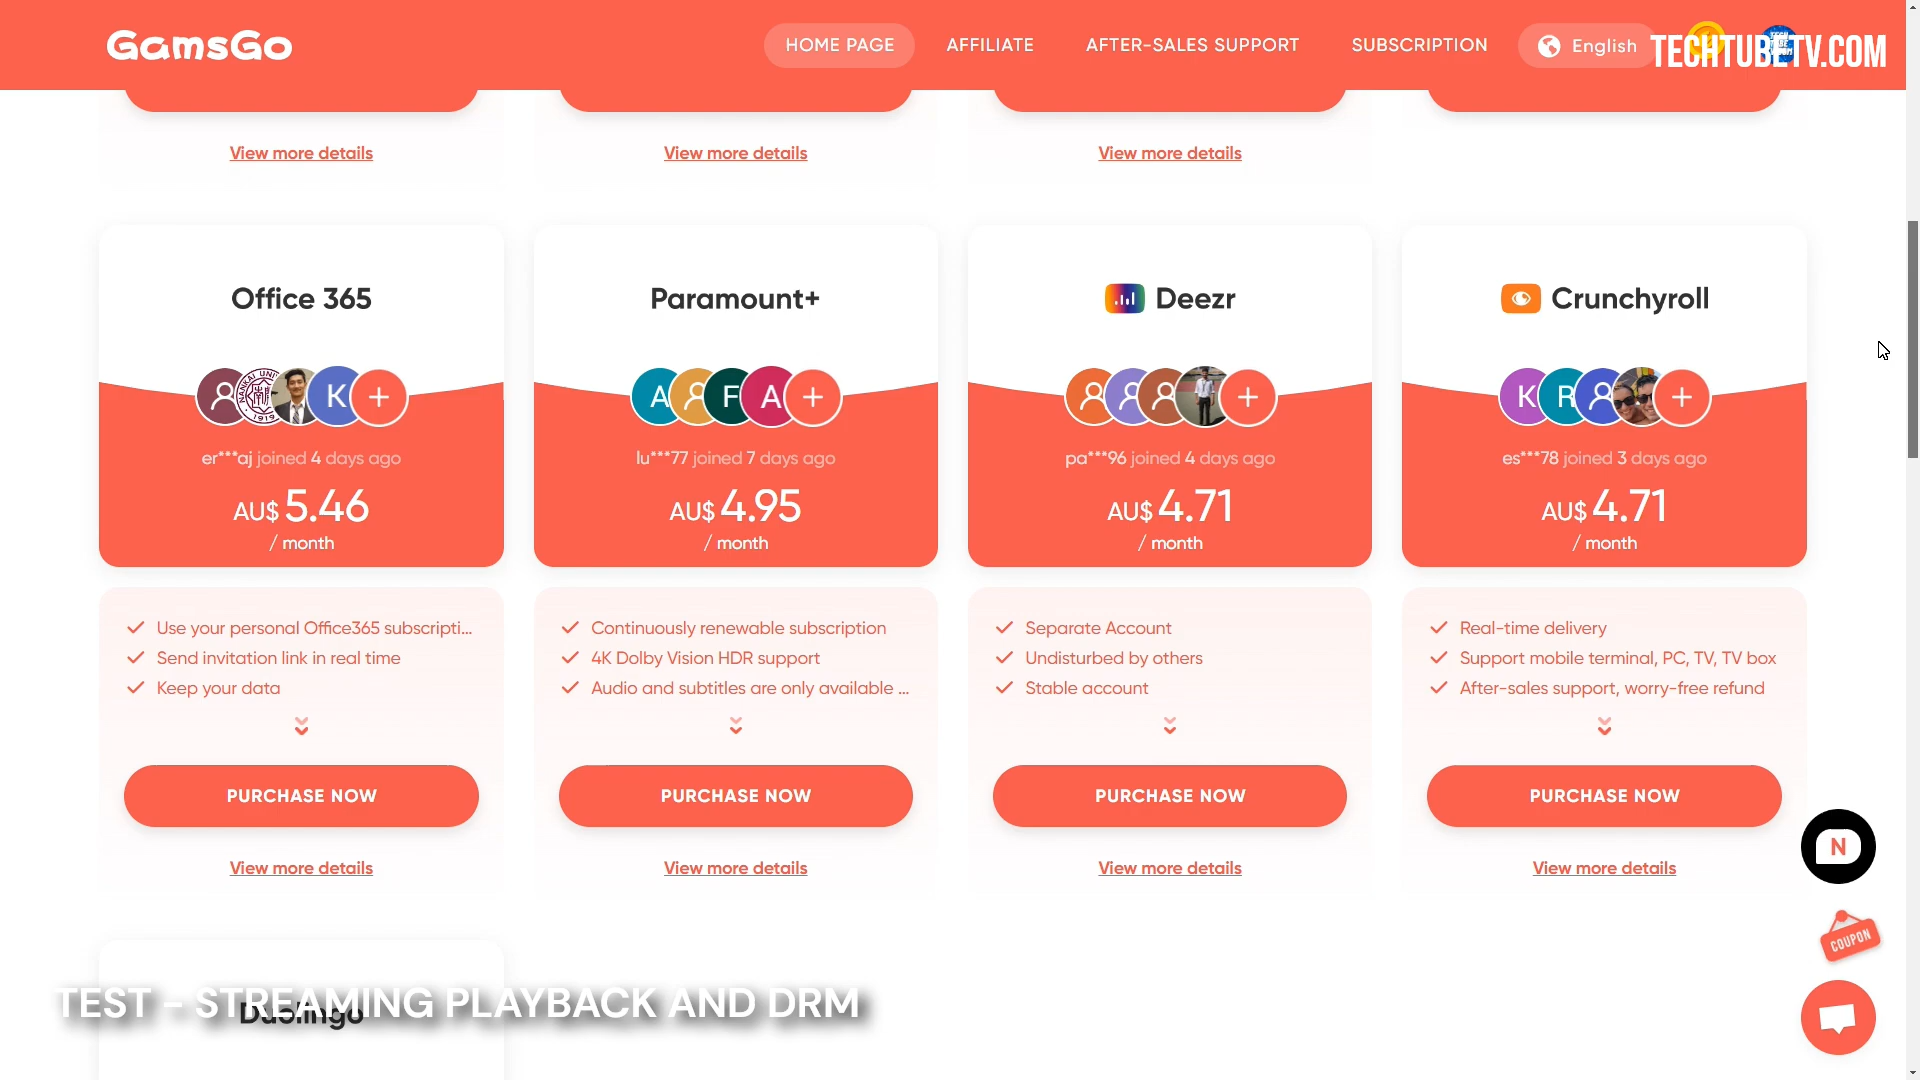 GamsGo
HOME PAGE
AFFILIATE
AFTER-SALES SUPPORT
SUBSCRIPTION
English
TECHTUBETV.COM
View more details
View more details
View more details
Office 365
er***aj joined 4 days ago
AU$ 5.46
/ month
Paramount+
A
F
A
lu***77 joined 7 days ago
AU$ 4.95
/ month
Deezr
pa***96 joined 4 days ago
AU$ 4.71
/ month
Crunchyroll
K
R
es***78 joined 3 days ago
AU$ 4.71
/ month
K
Use your personal Office365 subscripti...
Send invitation link in real time
Keep your data
PURCHASE NOW
View more details
Continuously renewable subscription
4K Dolby Vision HDR support
Audio and subtitles are only available ...
PURCHASE NOW
View more details
Separate Account
Undisturbed by others
Stable account
PURCHASE NOW
View more details
Real-time delivery
Support mobile terminal, PC, TV, TV box
After-sales support, worry-free refund
PURCHASE NOW
View more details
N
COUPON
Duolingo
TEST - STREAMING PLAYBACK AND DRM